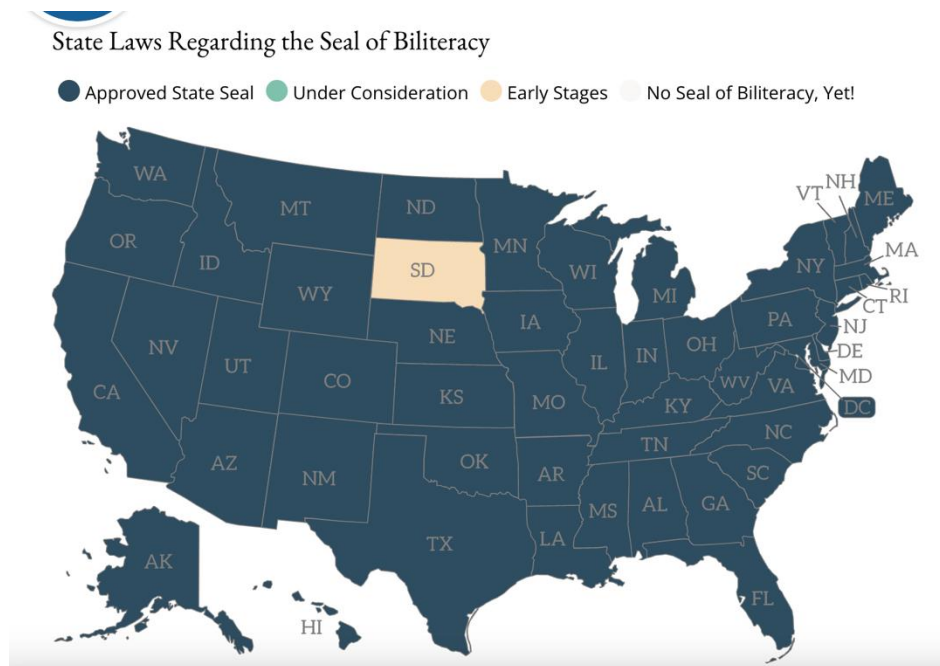 State Laws Regarding the Seal of Biliteracy
Approved State Seal Under Consideration Early Stages No Seal of Biliteracy, Yet!
WA
MT
ND
MN
VT
NH
ME
OR
ID
SD
WI
NY
MA
WY
MI
RI
CT
NE
IA
PA
NJ
NV
UT
CO
IL
IN
OH
DE
CA
KS
MO
KY
WV
VA
MD
DC
AZ
NM
OK
AR
TN
NC
SC
MS
AL
GA
TX
LA
AK
HI
FL